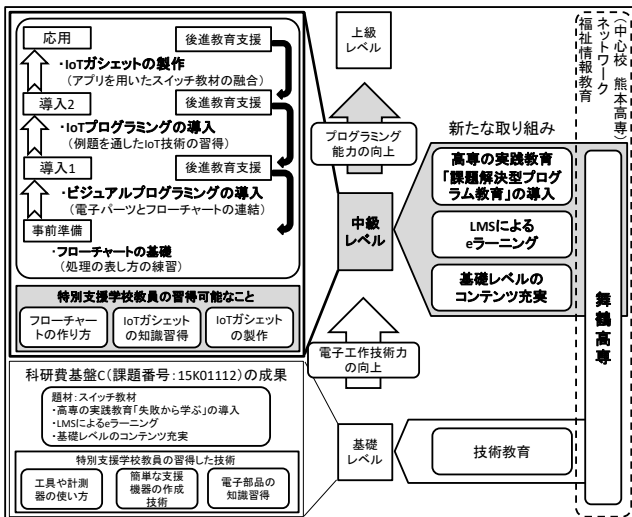 応用
後進教育支援
・IoTガシェットの製作
(アプリを用いたスイッチ教材の融合)
導入2
後進教育支援
・IoTプログラミングの導入
(例題を通したIoT技術の習得)
導入1
後進教育支援
・ビジュアルプログラミングの導入
(電子パーツとフローチャートの連結)
事前準備
・フローチャートの基礎
(処理の表し方の練習)
特別支援学校教員の習得可能なこと
フローチャー
トの作り方
IoTガシェット
の知識習得
IoTガシェット
の製作
科研費基盤C(課題番号:15K01112)の成果
題材:スイッチ教材
・高専の実践教育「失敗から学ぶ」の導入
・LMSによるeラーニング
・基礎レベルのコンテンツ充実
特別支援学校教員の習得した技術
工具や計測
器の使い方
簡単な支援
機器の作成
技術
電子部品の
知識習得
上級
レベル
プログラミング
能力の向上
中級
レベル
電子工作技術力
の向上
基礎
レベル
新たな取り組み
高専の実践教育
「課題解決型プログ
ラム教育」の導入
LMSによる
eラーニング
基礎レベルの
コンテンツ充実
技術教育
福祉情報教育
ネットワーク
(中心校 熊本高専)
舞鶴高専